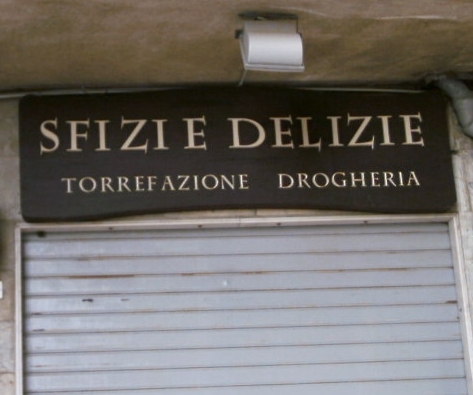 SFIZI E DELIZIE
TORREFAZIONE DROGHERIA